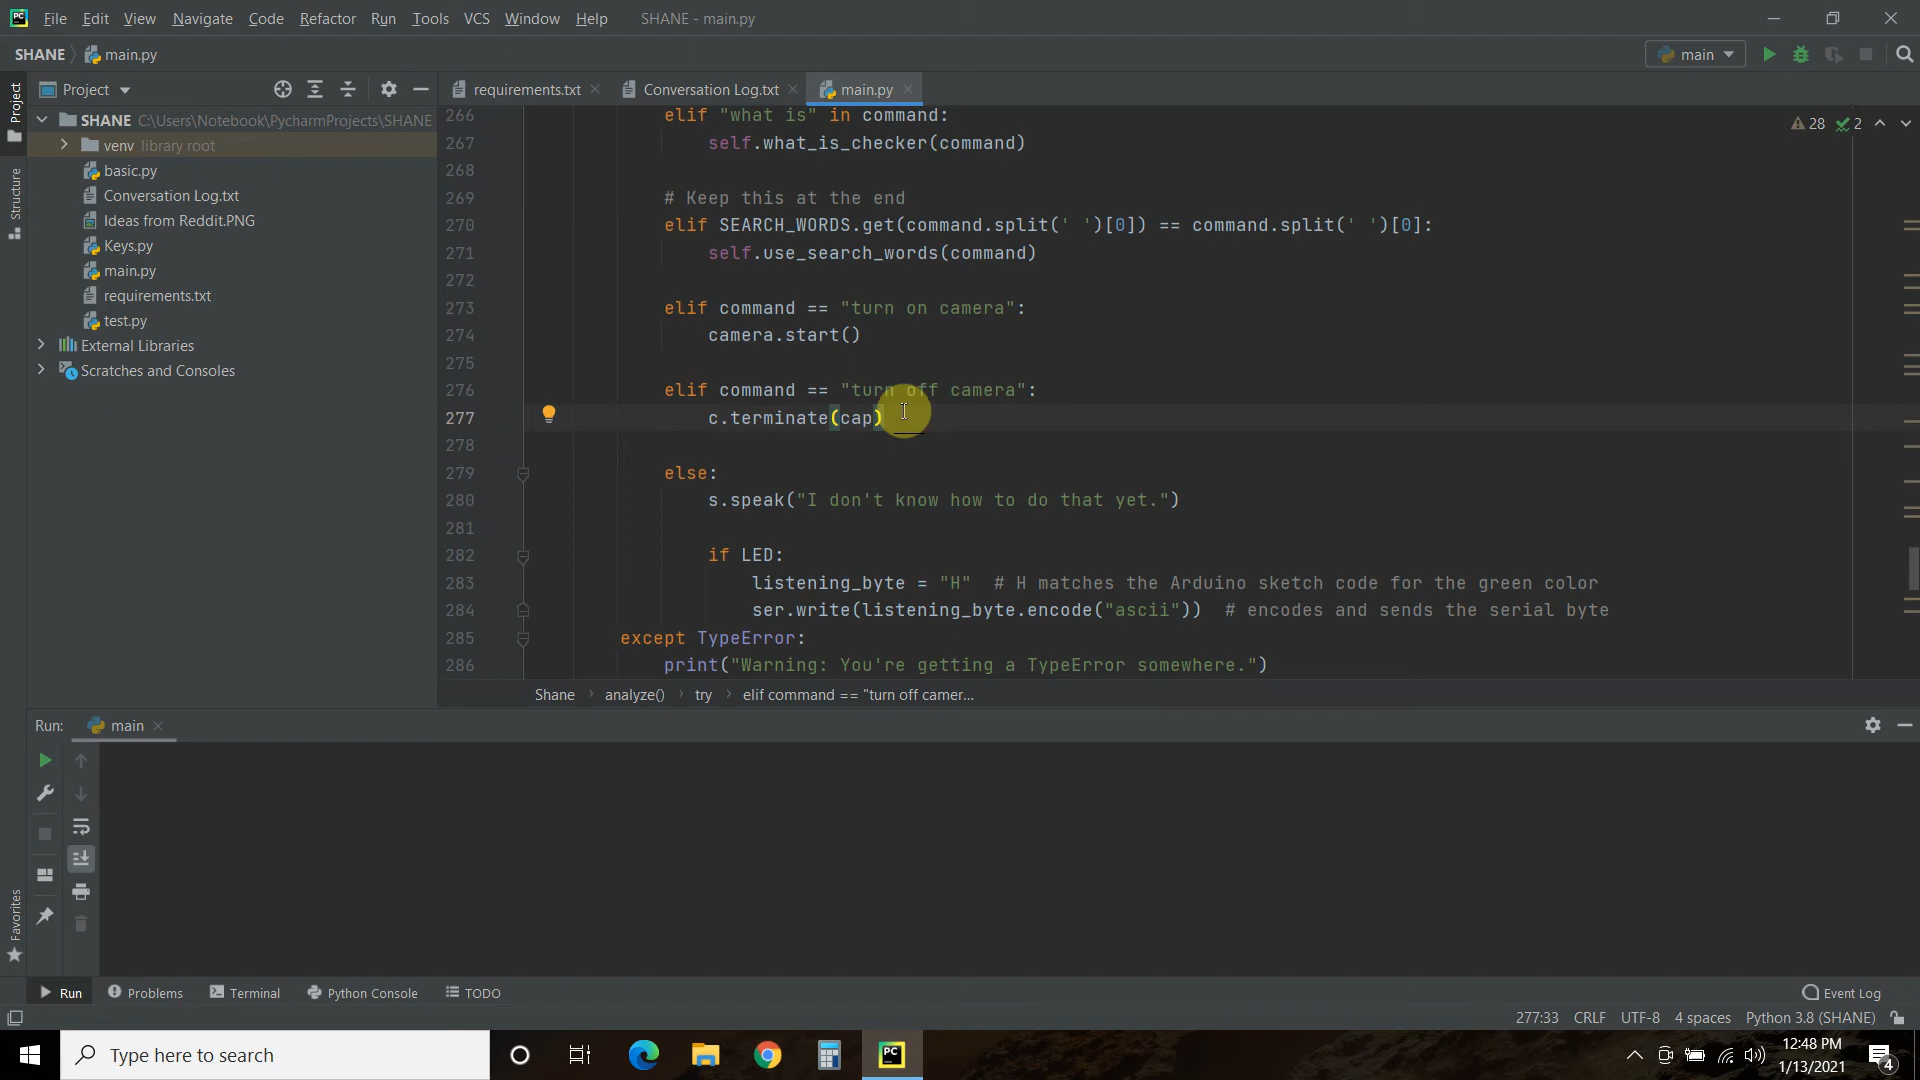 File Edit View Navigate Code Refactor Run Tools VCS Window Help SHANE - main.py
SHANE main.py main
Project requirements.txt Conversation Log.txt main.py
Project
Structure
Favorites
SHANE C:\Users\Notebook\PycharmProjects\SHANE
venv library root
basic.py
Conversation Log.txt
Ideas from Reddit.PNG
Keys.py
main.py
requirements.txt
test.py
External Libraries
Scratches and Consoles
28 2
266 elif "what is" in command:
267 self.what_is_checker(command)
268
269 # Keep this at the end
270 elif SEARCH_WORDS.get(command.split(' ')[0]) == command.split(' ')[0]:
271 self.use_search_words(command)
272
273 elif command == "turn on camera":
274 camera.start()
275
276 elif command == "turn off camera":
277 c.terminate(cap)
278
279 else:
280 s.speak("I don't know how to do that yet.")
281
282 if LED:
283 listening_byte = "H" # H matches the Arduino sketch code for the green color
284 ser.write(listening_byte.encode("ascii")) # encodes and sends the serial byte
285 except TypeError:
286 print("Warning: You're getting a TypeError somewhere.")
Shane analyze() try elif command == "turn off camer...
Run: main
Run Problems Terminal Python Console TODO Event Log
277:33 CRLF UTF-8 4 spaces Python 3.8 (SHANE)
Type here to search
PC
12:48 PM
1/13/2021
4